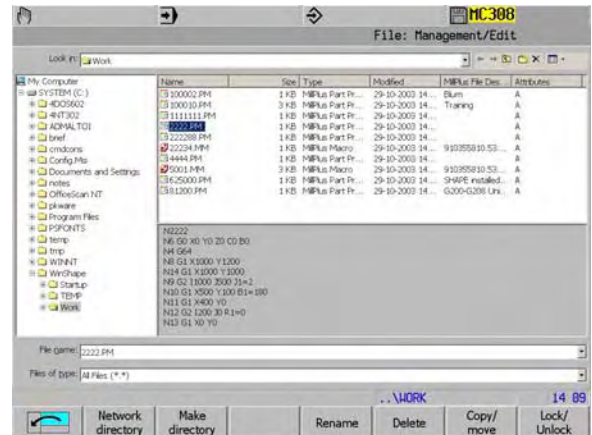 MC308
File: Management/Edit
Look in: Work
My Computer
SYSTEM (C:)
4DOS602
4NT302
ADMALTO1
brief
cmdcons
Config.Msi
Documents and Settings
notes
OfficeScan NT
pkware
Program Files
PSFONTS
temp
tmp
WINNT
WinShape
Startup
TEMP
Work
Name Size Type Modified MillPlus File Des... Attributes
100002.PM 1 KB MillPlus Part Pr... 29-10-2003 14... Blum A
100010.PM 3 KB MillPlus Part Pr... 29-10-2003 14... Training A
1111111.PM 1 KB MillPlus Part Pr... 29-10-2003 14... A
2222.PM 1 KB MillPlus Part Pr... 29-10-2003 14... A
222288.PM 1 KB MillPlus Part Pr... 29-10-2003 14... A
22234.MM 1 KB MillPlus Macro 29-10-2003 14... 910355810.53... A
4444.PM 1 KB MillPlus Part Pr... 29-10-2003 14... A
5001.MM 3 KB MillPlus Macro 29-10-2003 14... 910355810.53... A
625000.PM 1 KB MillPlus Part Pr... 29-10-2003 14... SHAPE installed... A
81200.PM 1 KB MillPlus Part Pr... 29-10-2003 14... G200-G208 Uni... A
N2222
N6 G0 X0 Y0 Z0 C0 B0
N4 G64
N8 G1 X1000 Y1200
N14 G1 X1000 Y1000
N9 G2 I1000 J500 J1=2
N10 G1 X500 Y100 B1=180
N11 G1 X400 Y0
N12 G2 I200 J0 R1=0
N13 G1 X0 Y0
File name: 2222.PM
Files of type: All Files (*.*)
..\WORK 14 09
Network directory
Make directory
Rename
Delete
Copy/ move
Lock/ Unlock